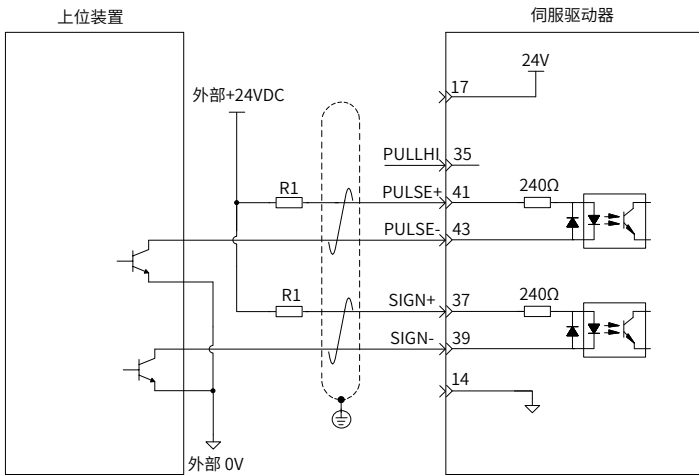 上位装置
伺服驱动器
24V
17
外部+24VDC
PULLHI
35
R1
PULSE+
41
240Ω
PULSE-
43
R1
SIGN+
37
240Ω
SIGN-
39
14
外部 0V